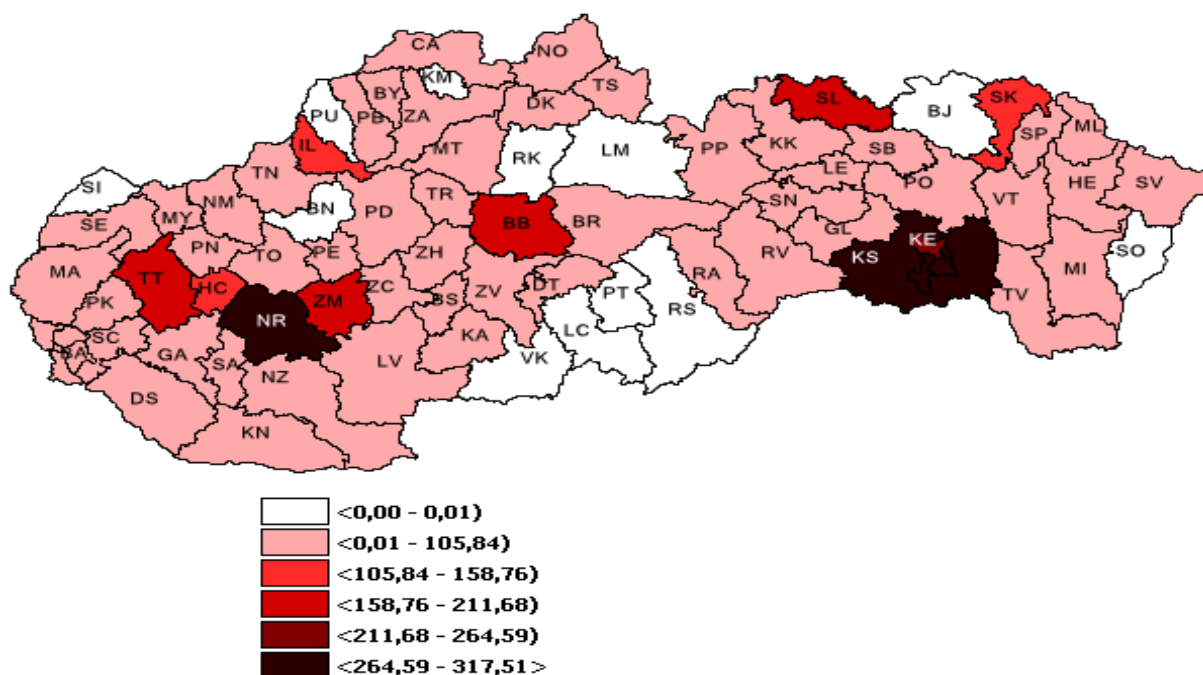 CA
NO
KM
TS
BY
DK
PU
PB
ZA
SL
BJ
SK
ML
SP
IL
MT
RK
LM
PP
KK
SB
TN
LE
PO
HE
SV
SI
BN
PD
TR
SN
VT
SE
MY
NM
BB
BR
GL
KE
PN
TO
PE
ZH
RV
KS
SO
MA
TT
HC
ZM
ZC
DT
PT
RA
MI
PK
NR
BS
ZV
RS
TV
SC
LC
BA
GA
SA
LV
KA
VK
NZ
DS
KN
<0,00 - 0,01)
<0,01 - 105,84)
<105,84 - 158,76)
<158,76 - 211,68)
<211,68 - 264,59)
<264,59 - 317,51>